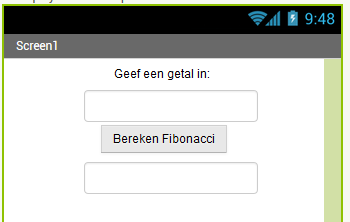 9:48
Screen1
Geef een getal in:
Bereken Fibonacci